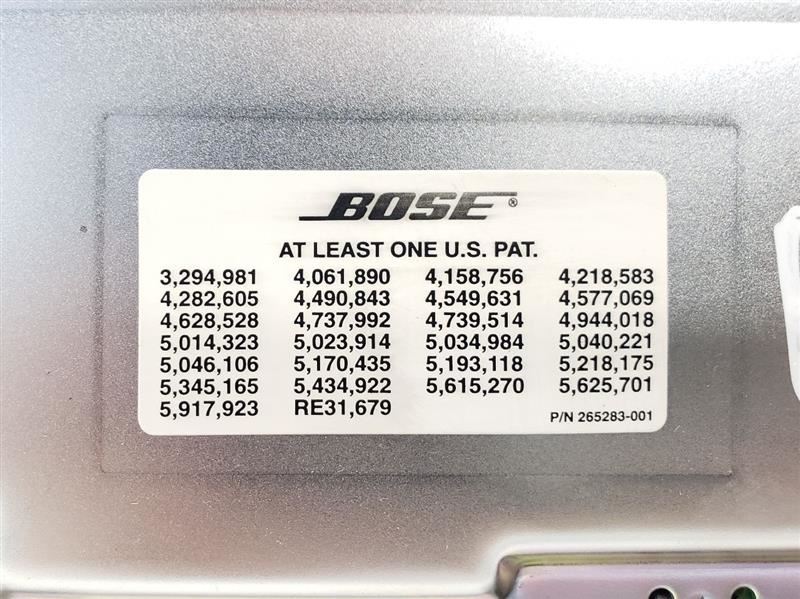 BOSE®
AT LEAST ONE U.S. PAT.
3,294,981 4,061,890 4,158,756 4,218,583
4,282,605 4,490,843 4,549,631 4,577,069
4,628,528 4,737,992 4,739,514 4,944,018
5,014,323 5,023,914 5,034,984 5,040,221
5,046,106 5,170,435 5,193,118 5,218,175
5,345,165 5,434,922 5,615,270 5,625,701
5,917,923 RE31,679 P/N 265283-001